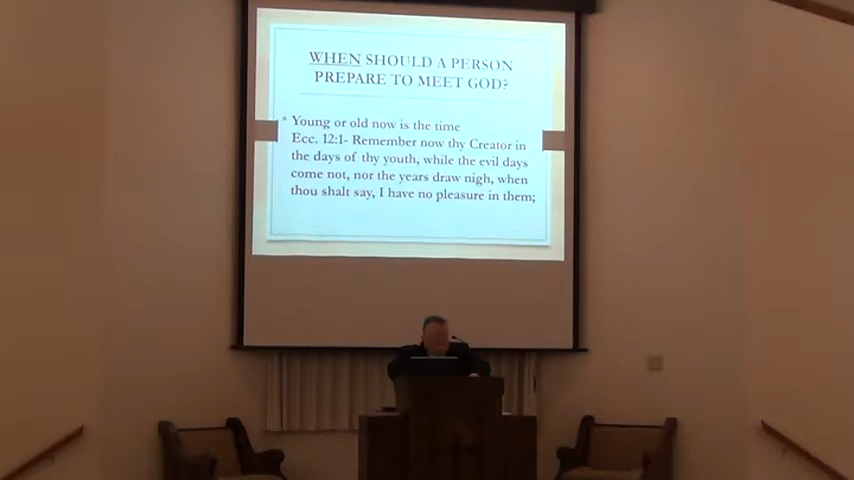 WHEN SHOULD A PERSON
PREPARE TO MEET GOD?
* Young or old now is the time
Ecc. 12:1- Remember now thy Creator in
the days of thy youth, while the evil days
come not, nor the years draw nigh, when
thou shalt say, I have no pleasure in them;